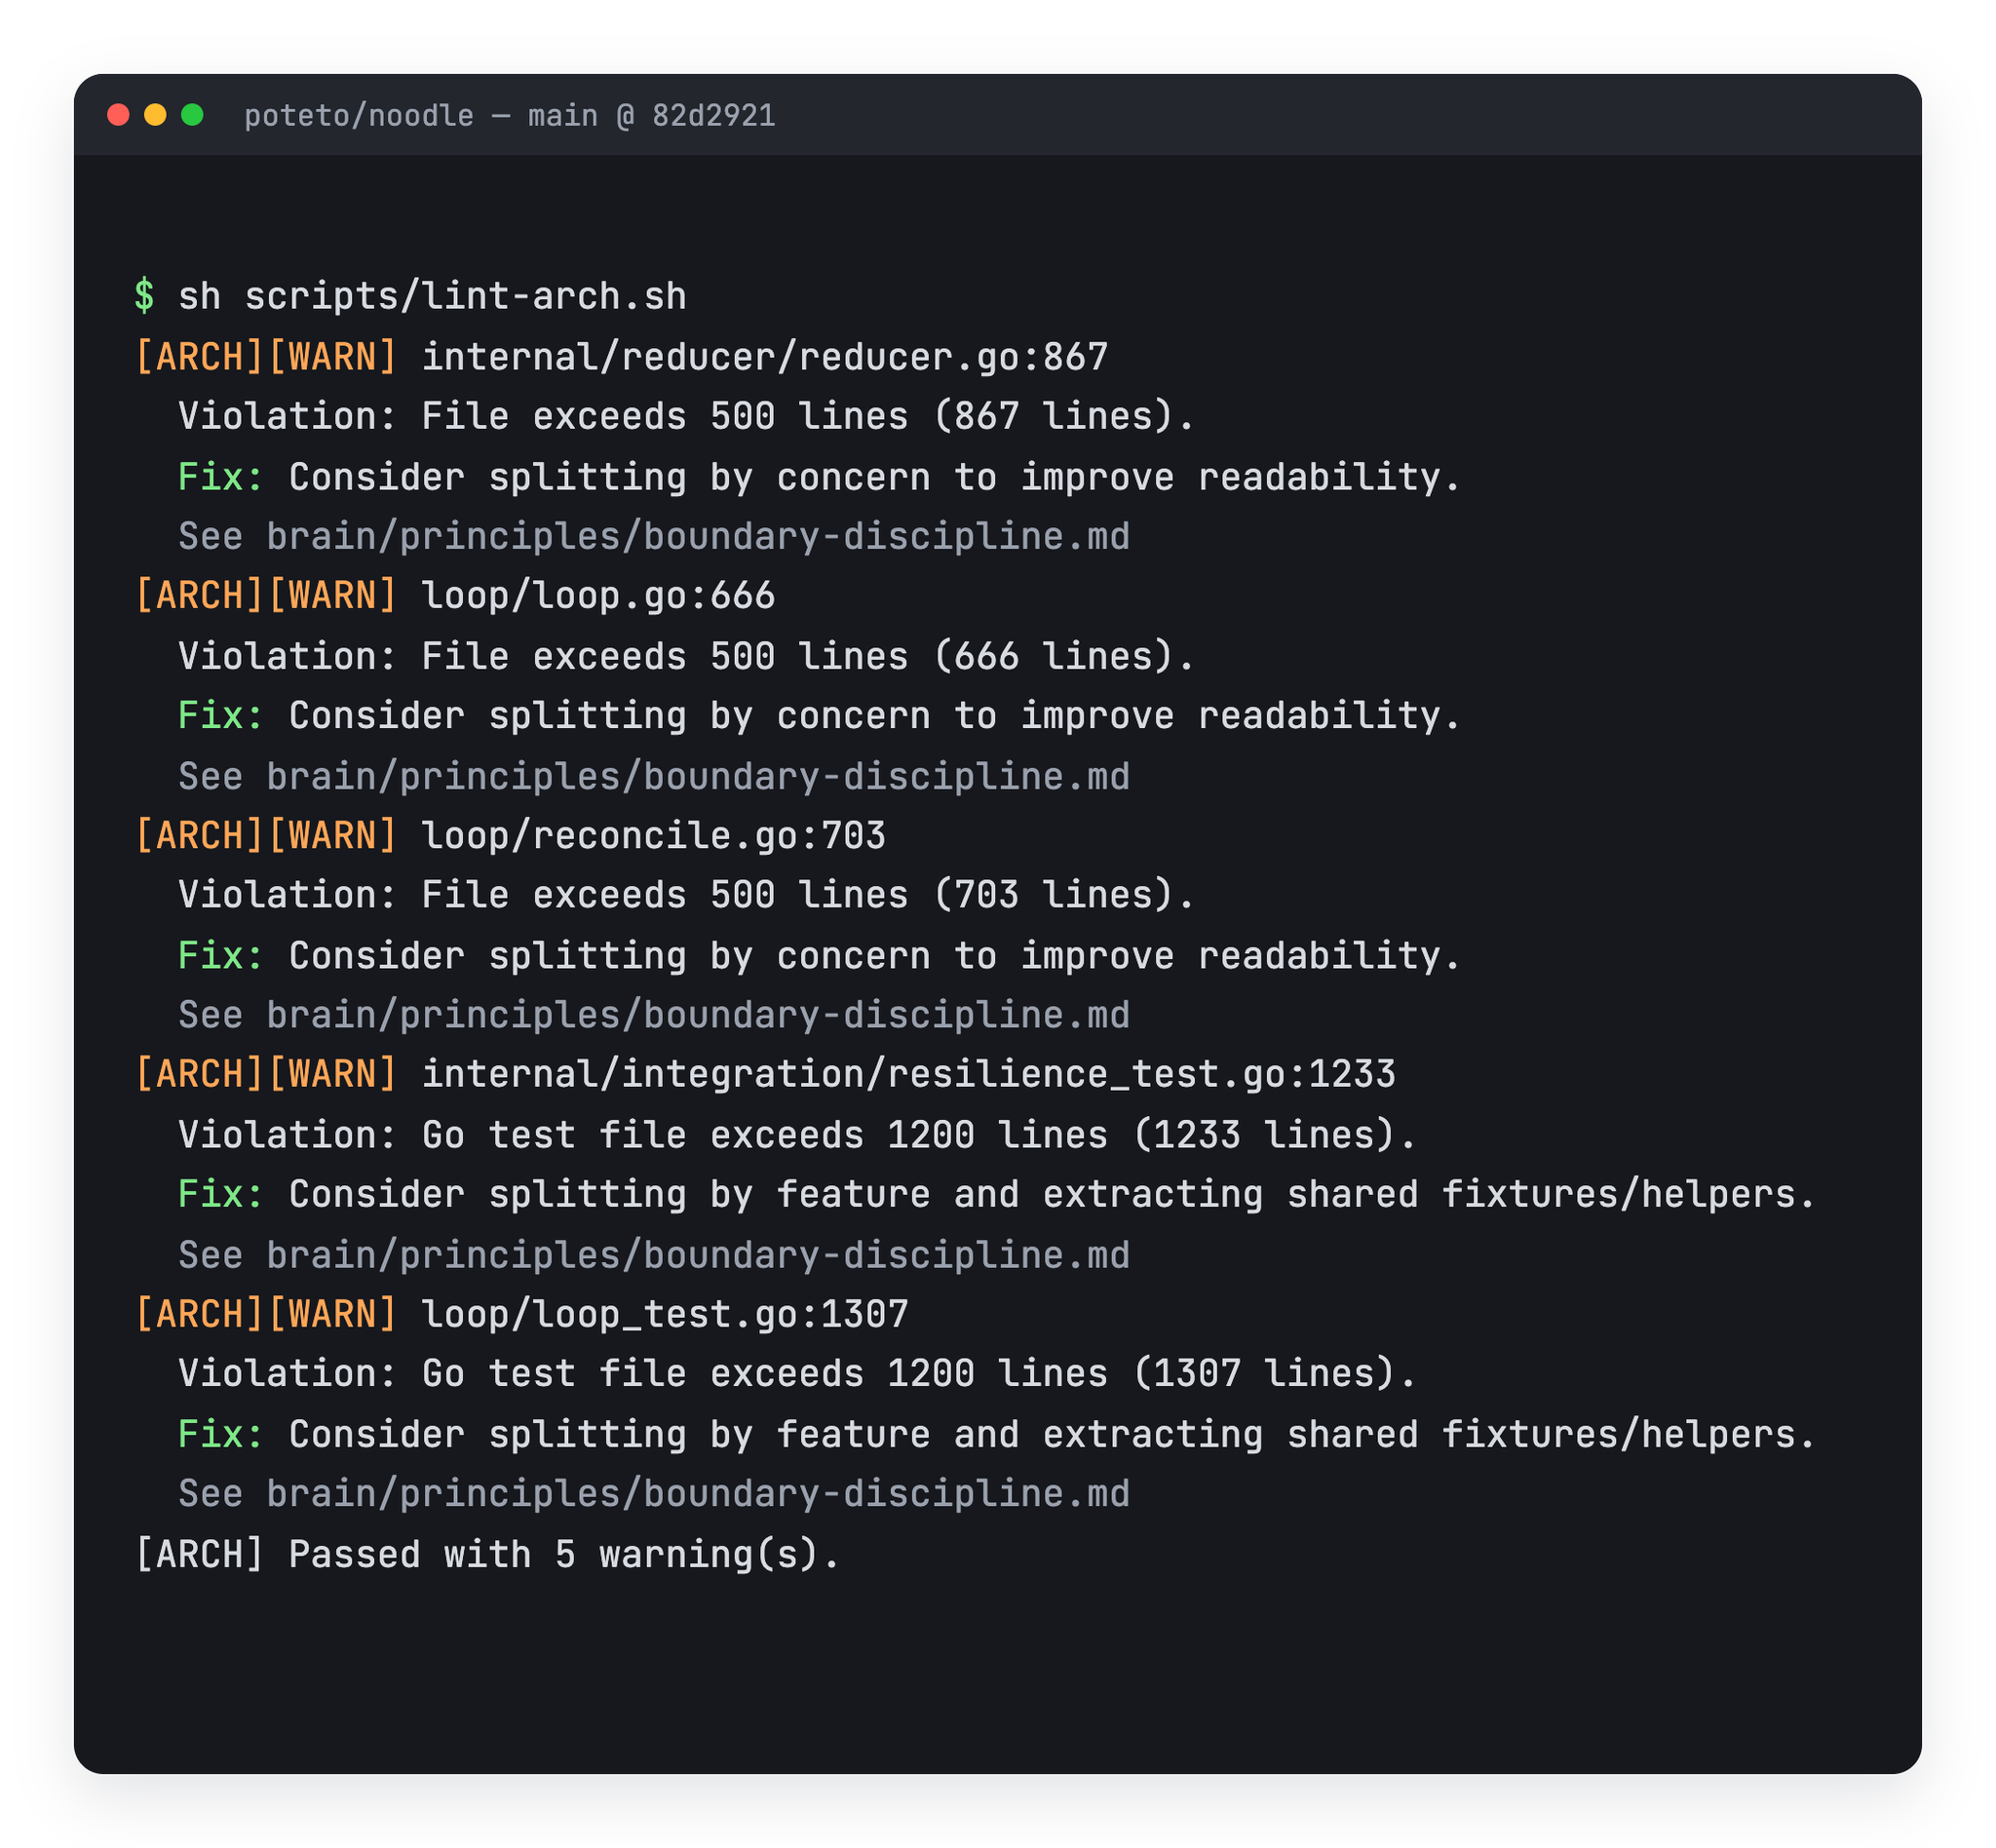 poteto/noodle — main @ 82d2921
$ sh scripts/lint-arch.sh
[ARCH][WARN] internal/reducer/reducer.go:867
  Violation: File exceeds 500 lines (867 lines).
  Fix: Consider splitting by concern to improve readability.
  See brain/principles/boundary-discipline.md
[ARCH][WARN] loop/loop.go:666
  Violation: File exceeds 500 lines (666 lines).
  Fix: Consider splitting by concern to improve readability.
  See brain/principles/boundary-discipline.md
[ARCH][WARN] loop/reconcile.go:703
  Violation: File exceeds 500 lines (703 lines).
  Fix: Consider splitting by concern to improve readability.
  See brain/principles/boundary-discipline.md
[ARCH][WARN] internal/integration/resilience_test.go:1233
  Violation: Go test file exceeds 1200 lines (1233 lines).
  Fix: Consider splitting by feature and extracting shared fixtures/helpers.
  See brain/principles/boundary-discipline.md
[ARCH][WARN] loop/loop_test.go:1307
  Violation: Go test file exceeds 1200 lines (1307 lines).
  Fix: Consider splitting by feature and extracting shared fixtures/helpers.
  See brain/principles/boundary-discipline.md
[ARCH] Passed with 5 warning(s).